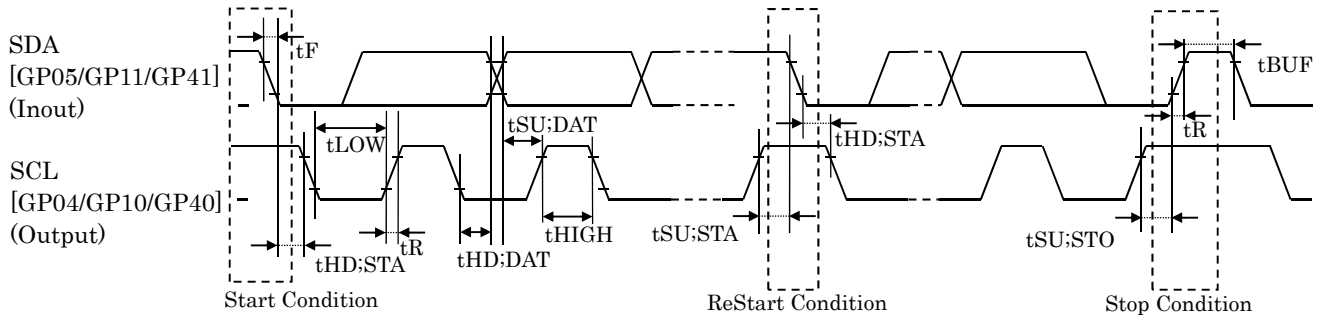 SDA
[GP05/GP11/GP41]
(Inout)
tF
tBUF
tSU;DAT
tLOW
tHD;STA
tR
SCL
[GP04/GP10/GP40]
(Output)
tHD;STA
tR
tHD;DAT
tHIGH
tSU;STA
tSU;STO
Start Condition
ReStart Condition
Stop Condition